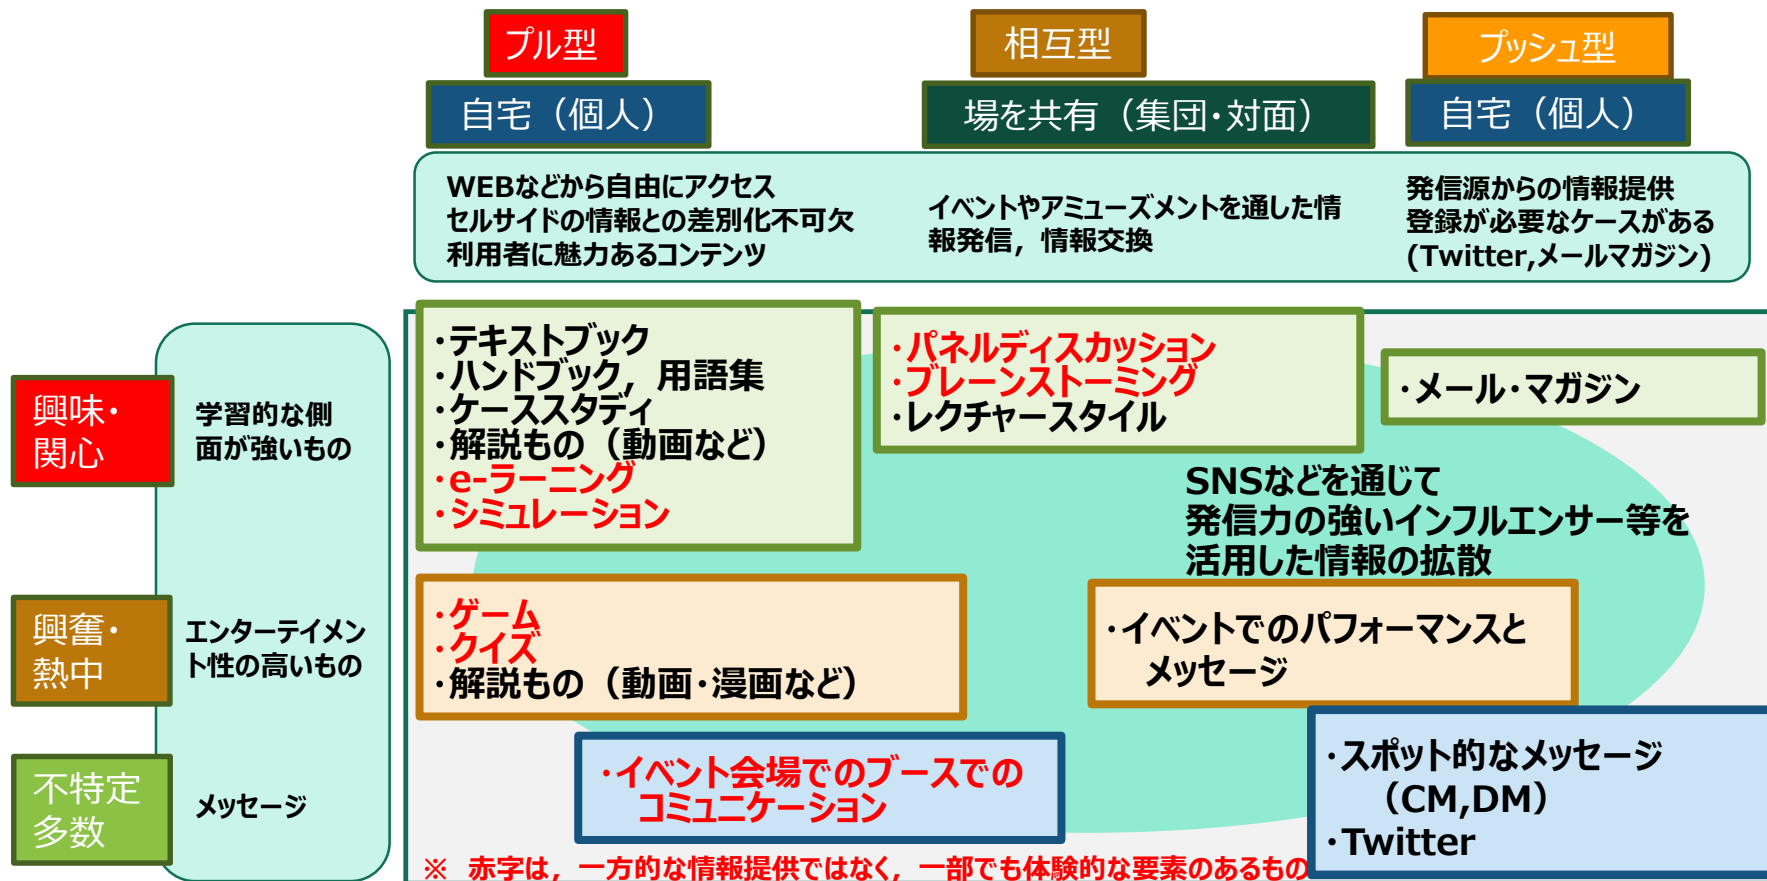 プル型
相互型
プッシュ型
自宅（個人）
場を共有（集団・対面）
自宅（個人）
WEBなどから自由にアクセス
セルサイドの情報との差別化不可欠
利用者に魅力あるコンテンツ
イベントやアミューズメントを通した情
報発信，情報交換
発信源からの情報提供
登録が必要なケースがある
(Twitter,メールマガジン)
興味・
関心
学習的な側
面が強いもの
・テキストブック
・ハンドブック，用語集
・ケーススタディ
・解説もの（動画など）
・e-ラーニング
・シミュレーション
・パネルディスカッション
・ブレーンストーミング
・レクチャースタイル
・メール・マガジン
SNSなどを通じて
発信力の強いインフルエンサー等を
活用した情報の拡散
興奮・
熱中
エンターテイメン
ト性の高いもの
・ゲーム
・クイズ
・解説もの（動画・漫画など）
・イベントでのパフォーマンスと
メッセージ
不特定
多数
メッセージ
・イベント会場でのブースでの
コミュニケーション
・スポット的なメッセージ
（CM,DM）
・Twitter
※ 赤字は，一方的な情報提供ではなく，一部でも体験的な要素のあるもの